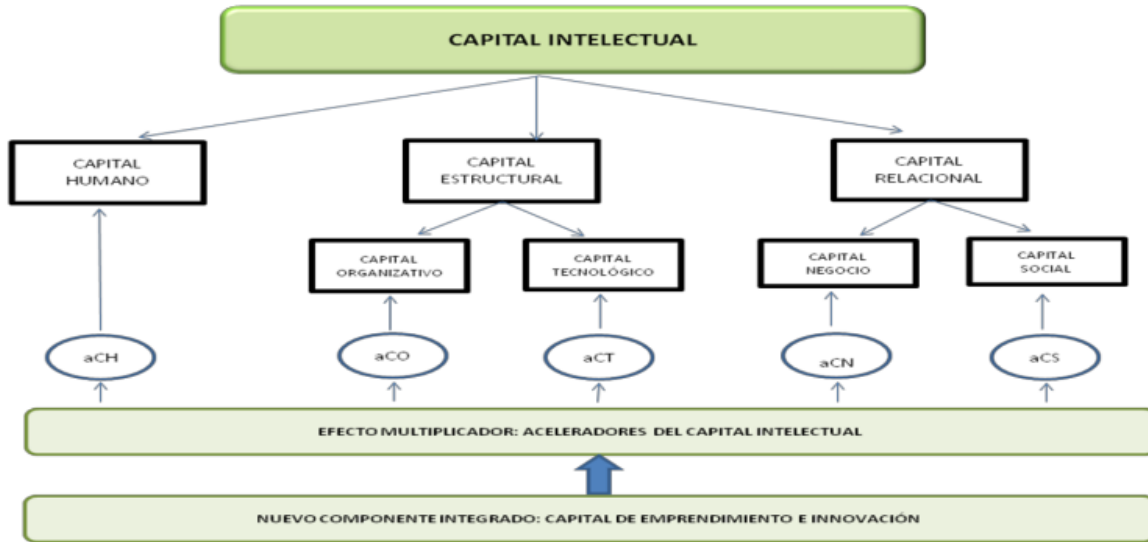 CAPITAL INTELECTUAL
CAPITAL
HUMANO
CAPITAL
ESTRUCTURAL
CAPITAL
RELACIONAL
CAPITAL
ORGANIZATIVO
CAPITAL
TECNOLÓGICO
CAPITAL
NEGOCIO
CAPITAL
SOCIAL
aCH
aCO
aCT
aCN
aCS
EFECTO MULTIPLICADOR: ACELERADORES DEL CAPITAL INTELECTUAL
NUEVO COMPONENTE INTEGRADO: CAPITAL DE EMPRENDIMIENTO E INNOVACIÓN